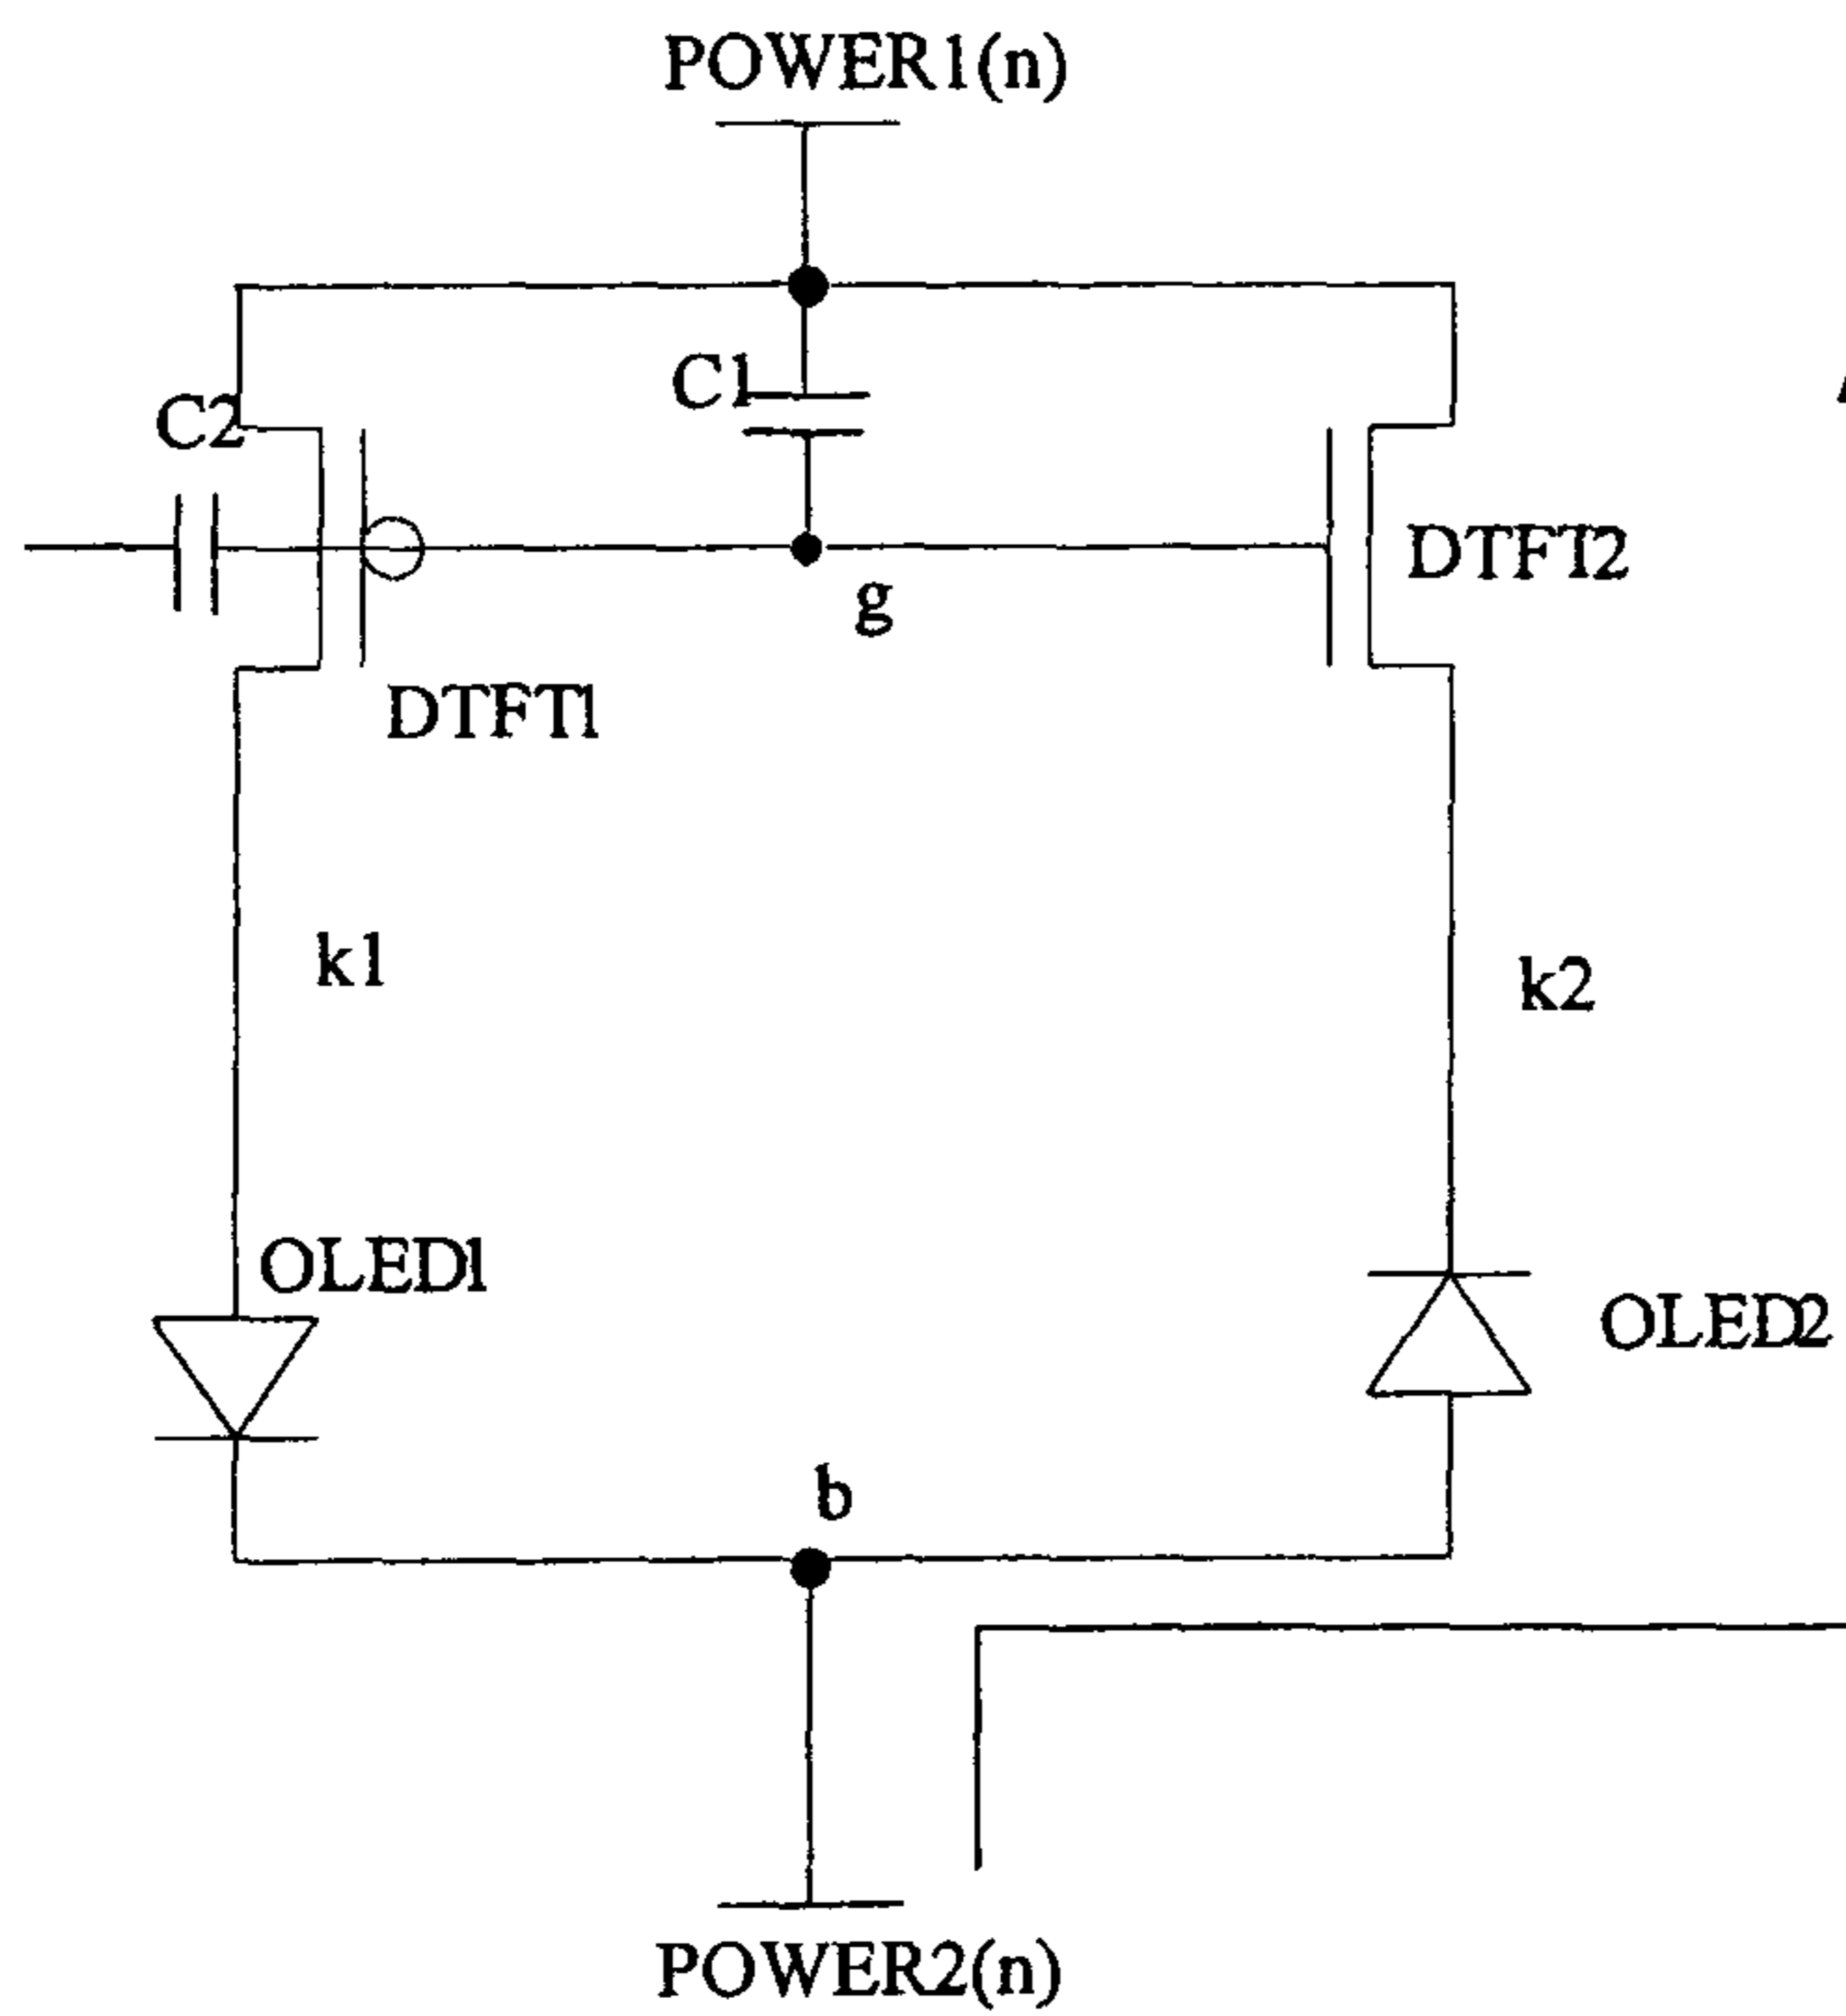 POWER1(n)
C1
C2
DTFT2
g
DTFT1
k1
k2
OLED1
OLED2
b
POWER2(n)